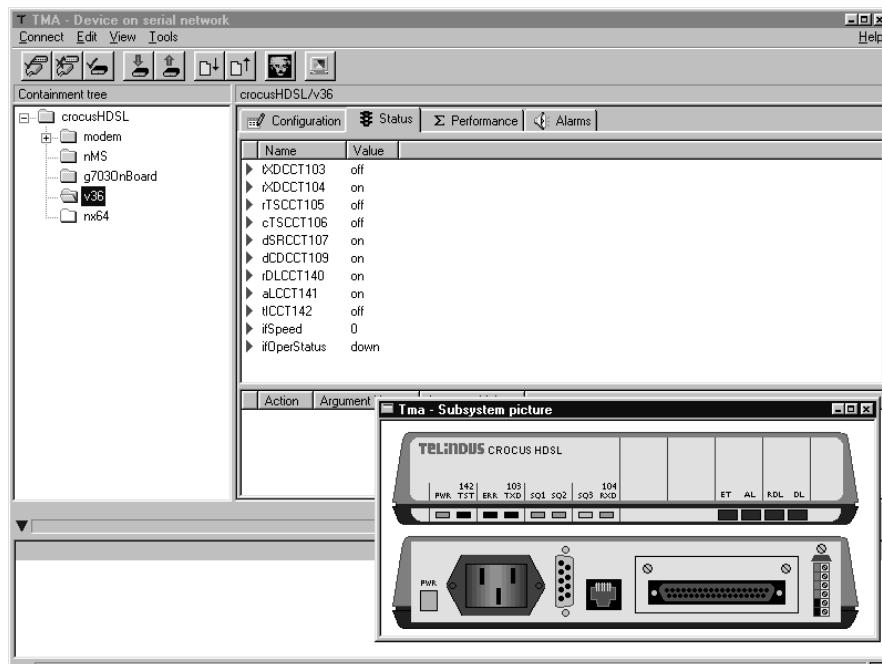 TMA - Device on serial network
Connect Edit View Tools Help
Containment tree
crocusHDSL/v36
crocusHDSL
modem
nMS
g703OnBoard
v36
nx64
Configuration Status Σ Performance Alarms
Name Value
tXDCCT103 off
rXDCCT104 on
rTSCCT105 off
cTSCCT106 off
dSRCCT107 on
dCDCCT109 on
rDLCCT140 on
aLCCT141 on
tICCT142 off
ifSpeed 0
ifOperStatus down
Action Argument
Tma - Subsystem picture
TELINDUS CROCUS HDSL
142 103 104
PWR TST ERR TXD SQ1 SQ2 SQ3 RXD ET AL RDL DL
PWR